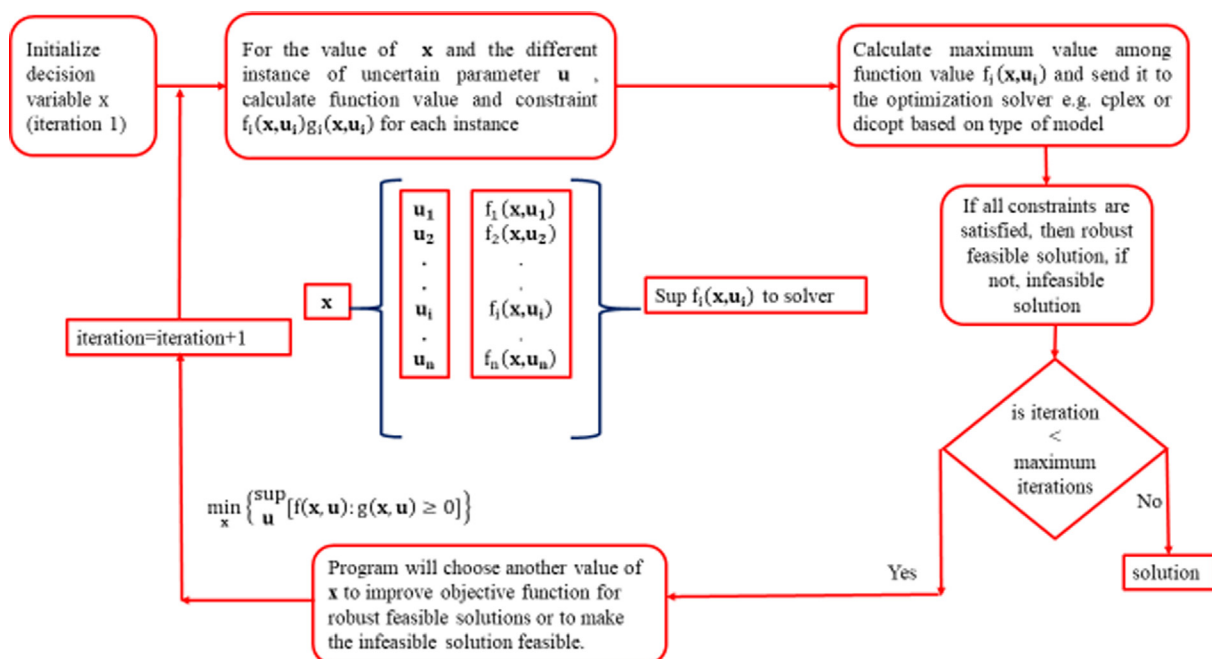 Initialize
decision
variable x
(iteration 1)
For the value of x and the different
instance of uncertain parameter u ,
calculate function value and constraint
fᵢ(x,uᵢ)gᵢ(x,uᵢ) for each instance
Calculate maximum value among
function value fᵢ(x,uᵢ) and send it to
the optimization solver e.g. cplex or
dicopt based on type of model
If all constraints are
satisfied, then robust
feasible solution, if
not, infeasible
solution
x
u₁
u₂
.
.
uᵢ
.
uₙ
f₁(x,u₁)
f₂(x,u₂)
.
.
fᵢ(x,uᵢ)
.
fₙ(x,uₙ)
Sup fᵢ(x,uᵢ) to solver
iteration=iteration+1
is iteration
<
maximum
iterations
No
solution
Yes
min x {sup u [f(x, u): g(x, u) ≥ 0]}
Program will choose another value of
x to improve objective function for
robust feasible solutions or to make
the infeasible solution feasible.